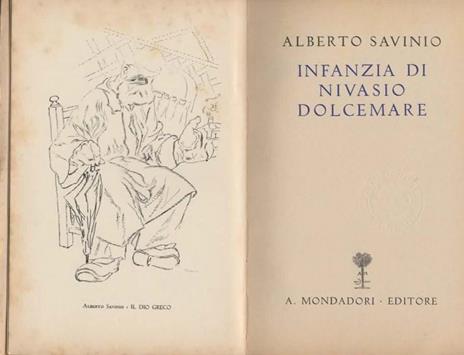 Alberto Savinio - IL DIO GRECO
ALBERTO SAVINIO
INFANZIA DI
NIVASIO
DOLCEMARE
A. MONDADORI · EDITORE